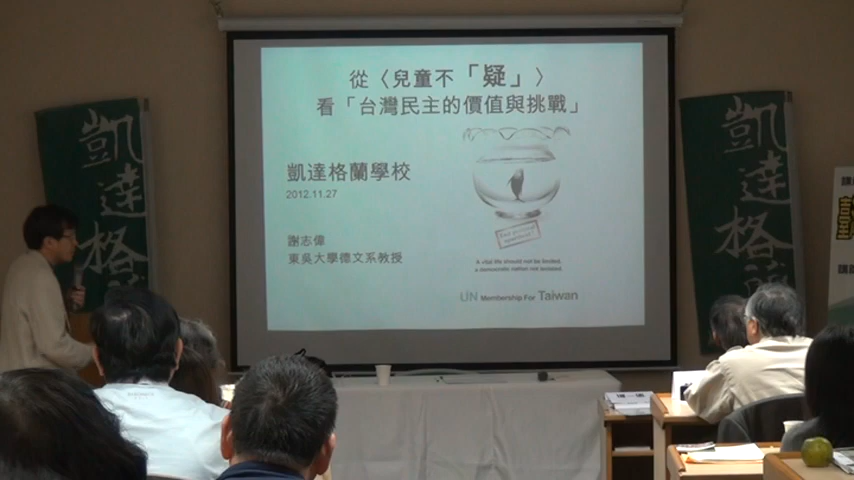 從〈兒童不「疑」〉
看「台灣民主的價值與挑戰」
凱達格蘭學校
2012.11.27
謝志偉
東吳大學德文系教授
A vital life should not be limited,
a democratic nation not isolated.
UN Membership For Taiwan
凱達格
凱達格